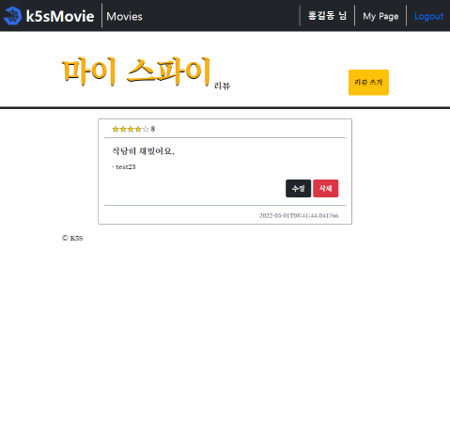 k5sMovie Movies 홍길동 님 My Page Logout
마이 스파이 리뷰 리뷰 쓰기
★★★★☆ 8
적당히 재밌어요.
- test23
수정 삭제
2022-05-01T08:41:44.041766
© K5S